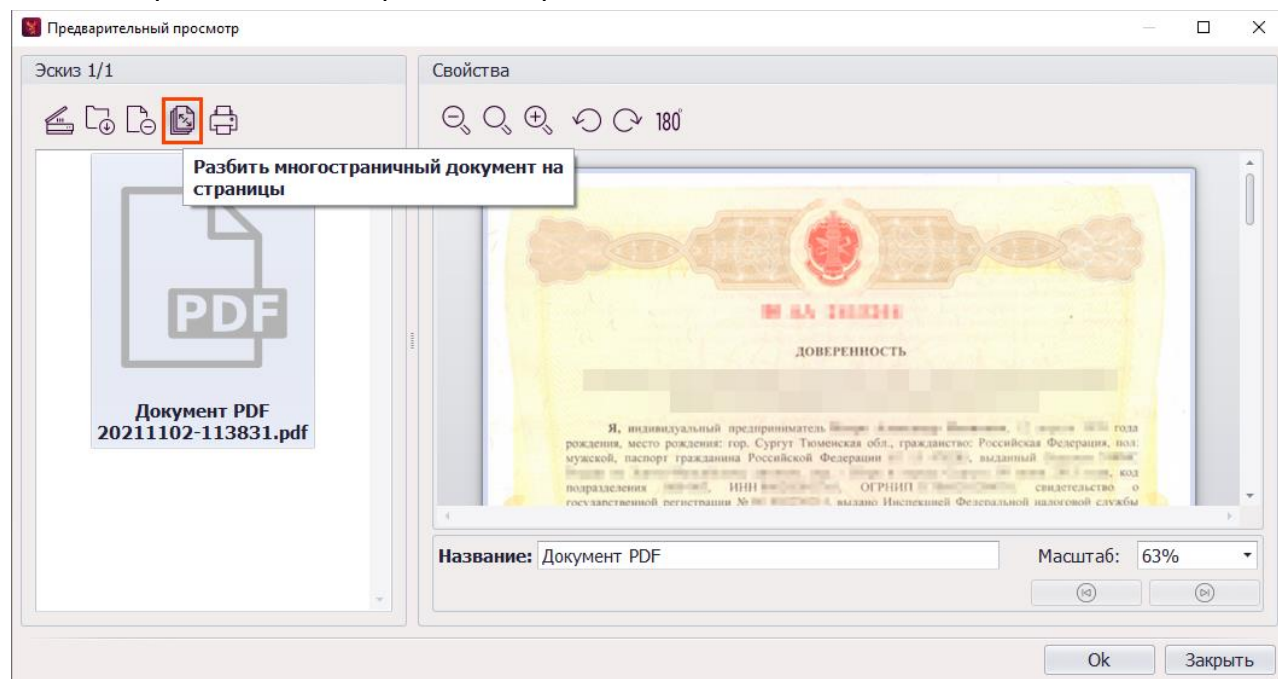 Предварительный просмотр
Эскиз 1/1
Свойства
180°
Разбить многостраничный документ на
страницы
PDF
Документ PDF
20211102-113831.pdf
ДОВЕРЕННОСТЬ
Я, индивидуальный предприниматель года
рождения, место рождения: гор. Сургут Тюменская обл., гражданство: Российская Федерация, пол:
мужской, паспорт гражданина Российской Федерации , выданный
, код
подразделения , ИНН , ОГРНИП свидетельство о
государственной регистрации № , выдано Инспекцией Федеральной налоговой службы
Название: Документ PDF
Масштаб: 63%
Ok
Закрыть